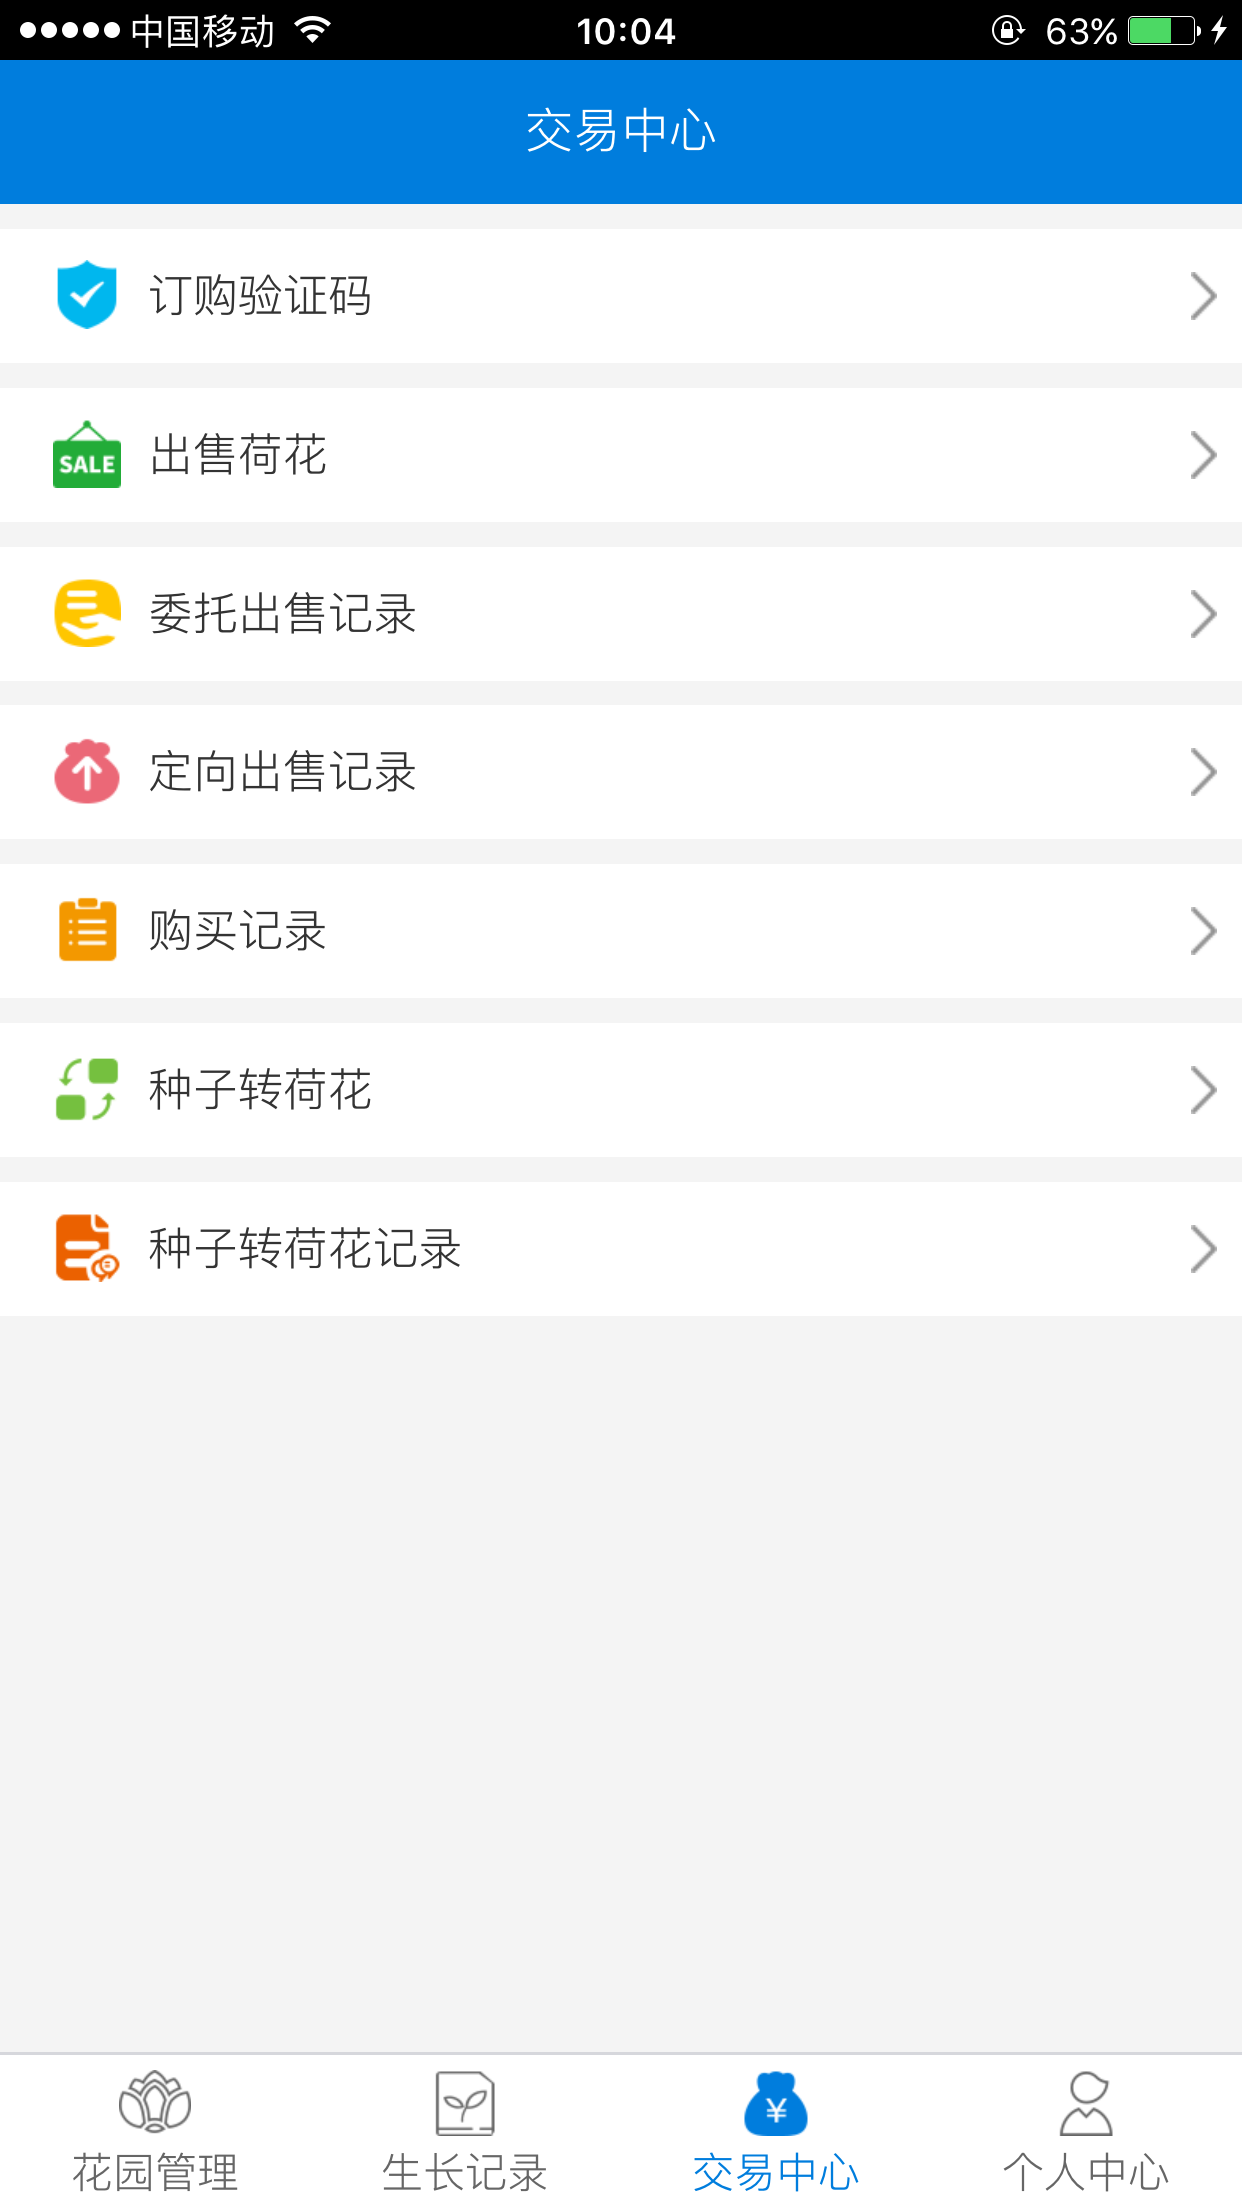 中国移动 10:04 63%
交易中心
订购验证码
SALE 出售荷花
委托出售记录
定向出售记录
购买记录
种子转荷花
种子转荷花记录
¥
花园管理 生长记录 交易中心 个人中心